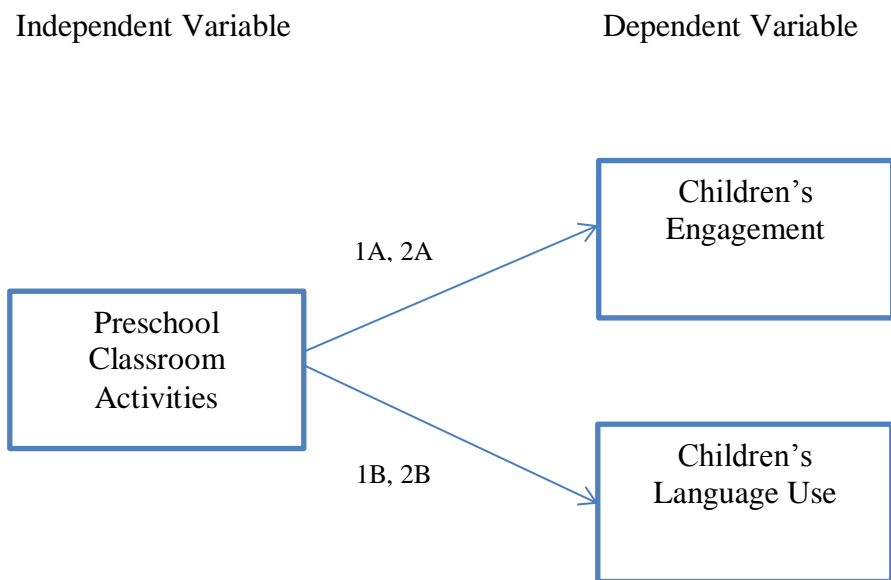 Independent Variable
Dependent Variable
Children’s
Engagement
1A, 2A
Preschool
Classroom
Activities
1B, 2B
Children’s
Language Use